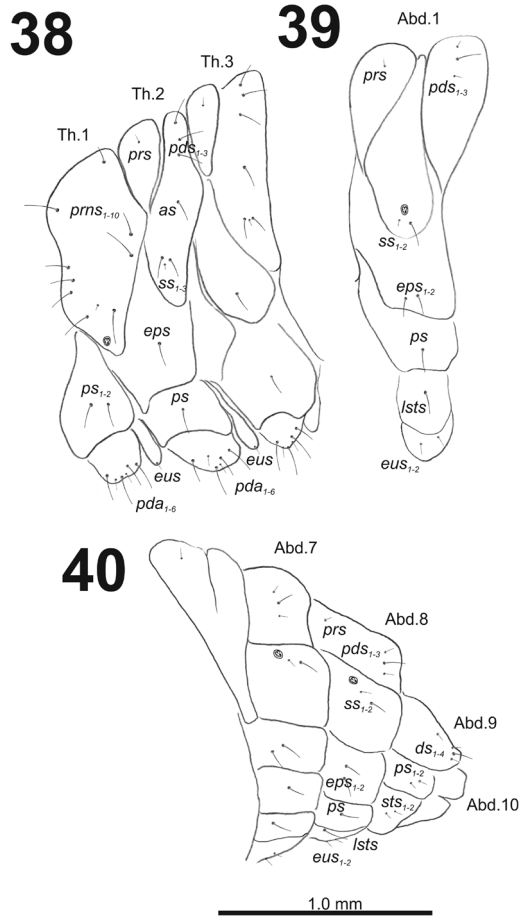 38
Th.1
Th.2
Th.3
prs
pds1-3
prns1-10
as
ss1-3
eps
ps1-2
ps
eus
eus
pda1-6
pda1-6
39
Abd.1
prs
pds1-3
ss1-2
eps1-2
ps
lsts
eus1-2
40
Abd.7
Abd.8
prs
pds1-3
ss1-2
Abd.9
ds1-4
ps1-2
eps1-2
sts1-2
Abd.10
ps
lsts
eus1-2
1.0 mm